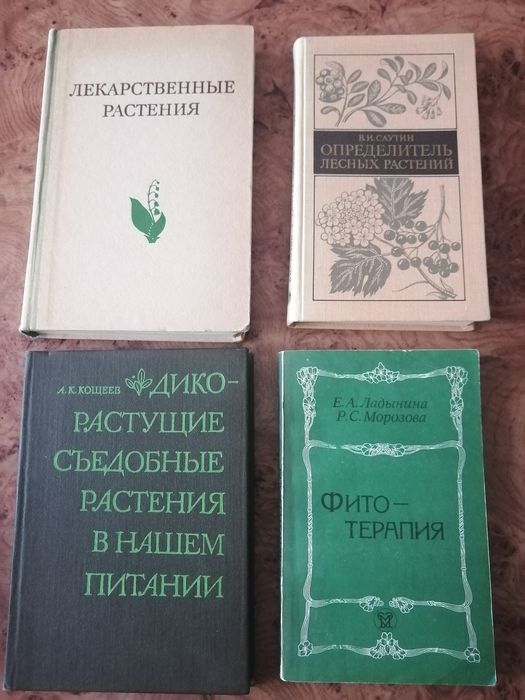 ЛЕКАРСТВЕННЫЕ
РАСТЕНИЯ
В.И. САУТИН
ОПРЕДЕЛИТЕЛЬ
ЛЕСНЫХ РАСТЕНИЙ
А. К. КОЩЕЕВ
ДИКО-
РАСТУЩИЕ
СЪЕДОБНЫЕ
РАСТЕНИЯ
В НАШЕМ
ПИТАНИИ
Е. А. Ладынина
Р. С. Морозова
ФИТО-
ТЕРАПИЯ